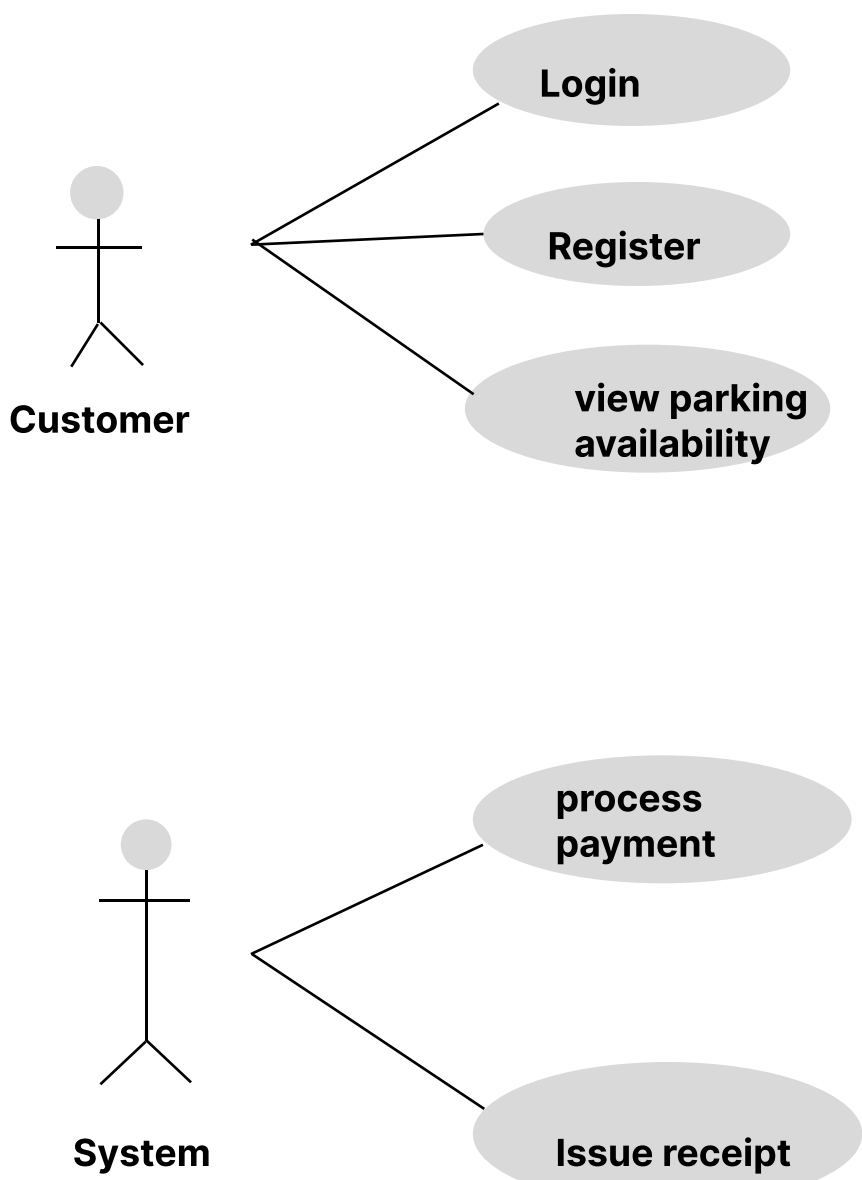 Login
Register
Customer
view parking
availability
process
payment
System
Issue receipt